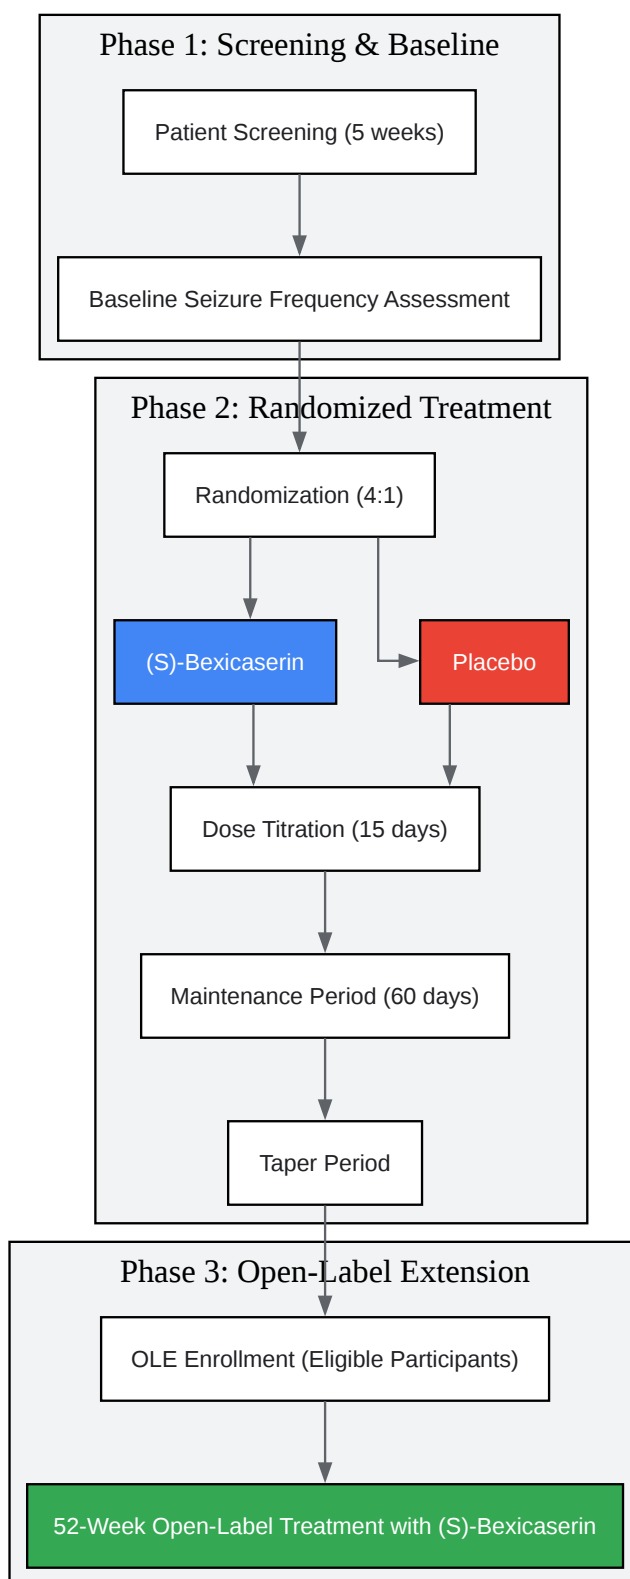 Phase 1: Screening & Baseline
Patient Screening (5 weeks)
Baseline Seizure Frequency Assessment
Phase 2: Randomized Treatment
Randomization (4:1)
(S)-Bexicaserin
Placebo
Dose Titration (15 days)
Maintenance Period (60 days)
Taper Period
Phase 3: Open-Label Extension
OLE Enrollment (Eligible Participants)
52-Week Open-Label Treatment with (S)-Bexicaserin